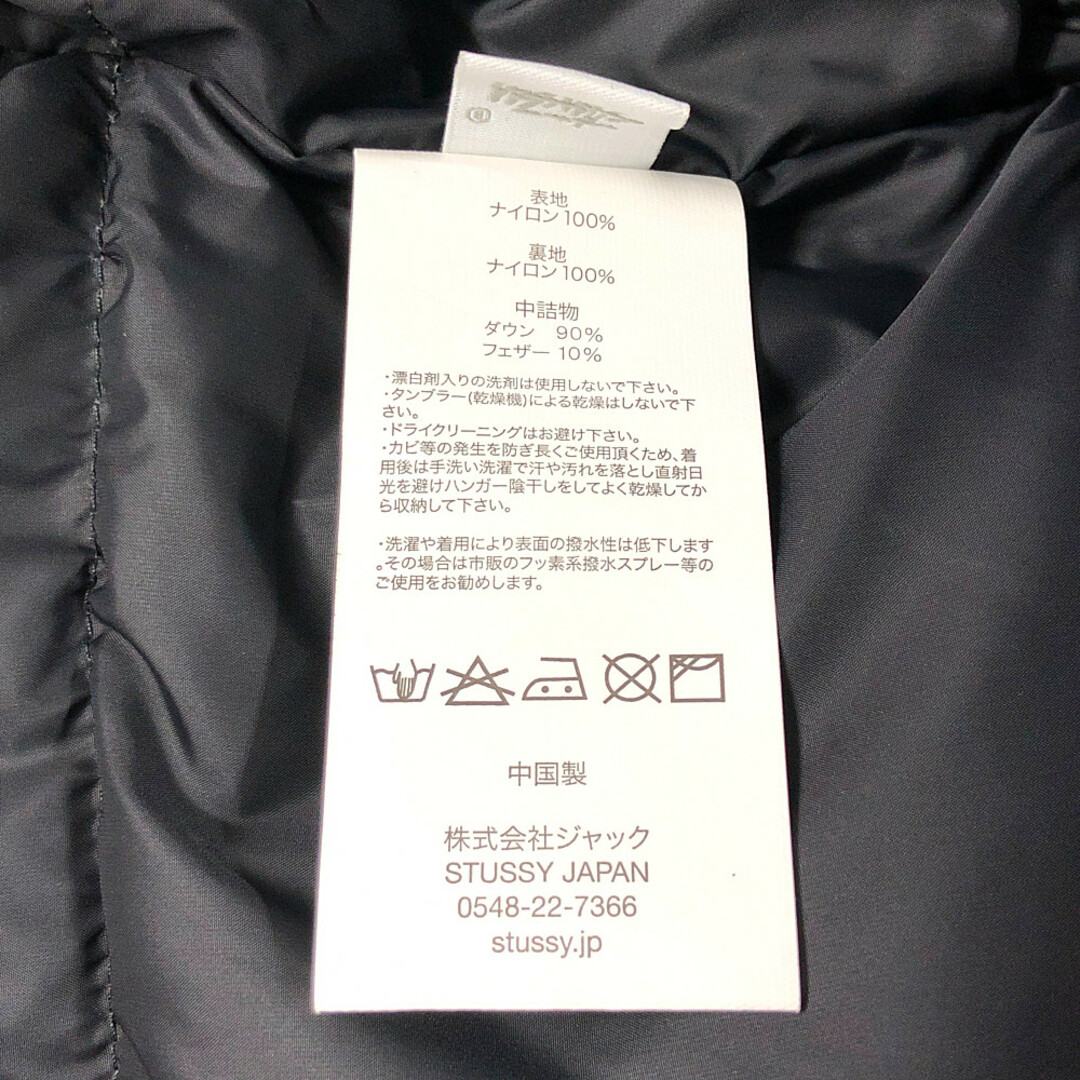 ®
表地
ナイロン100%
裏地
ナイロン100%
中詰物
ダウン 90%
フェザー 10%
・漂白剤入りの洗剤は使用しないで下さい。
・タンブラー(乾燥機)による乾燥はしないで下
さい。
・ドライクリーニングはお避け下さい。
・カビ等の発生を防ぎ長くご使用頂くため、着
用後は手洗い洗濯で汗や汚れを落とし直射日
光を避けハンガー陰干しをしてよく乾燥してか
ら収納して下さい。
・洗濯や着用により表面の撥水性は低下します
。その場合は市販のフッ素系撥水スプレー等の
ご使用をお勧めします。
中国製
株式会社ジャック
STUSSY JAPAN
0548-22-7366
stussy.jp